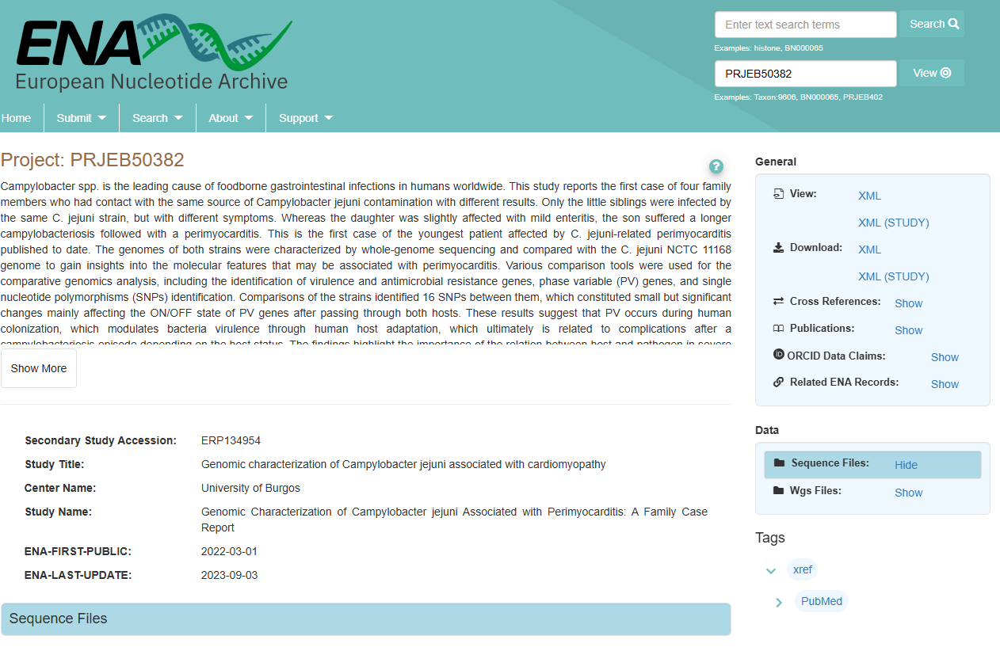 ENA
European Nucleotide Archive
Enter text search terms
Search
Examples: histone, BN000065
PRJEB50382
View
Examples: Taxon:9606, BN000065, PRJEB402
Home
Submit
Search
About
Support
Project: PRJEB50382
?
Campylobacter spp. is the leading cause of foodborne gastrointestinal infections in humans worldwide. This study reports the first case of four family
members who had contact with the same source of Campylobacter jejuni contamination with different results. Only the little siblings were infected by
the same C. jejuni strain, but with different symptoms. Whereas the daughter was slightly affected with mild enteritis, the son suffered a longer
campylobacteriosis followed with a perimyocarditis. This is the first case of the youngest patient affected by C. jejuni-related perimyocarditis
published to date. The genomes of both strains were characterized by whole-genome sequencing and compared with the C. jejuni NCTC 11168
genome to gain insights into the molecular features that may be associated with perimyocarditis. Various comparison tools were used for the
comparative genomics analysis, including the identification of virulence and antimicrobial resistance genes, phase variable (PV) genes, and single
nucleotide polymorphisms (SNPs) identification. Comparisons of the strains identified 16 SNPs between them, which constituted small but significant
changes mainly affecting the ON/OFF state of PV genes after passing through both hosts. These results suggest that PV occurs during human
colonization, which modulates bacteria virulence through human host adaptation, which ultimately is related to complications after a
campylobacteriosis episode depending on the host status. The findings highlight the importance of the relation between host and pathogen in severe
Show More
Secondary Study Accession: ERP134954
Study Title: Genomic characterization of Campylobacter jejuni associated with cardiomyopathy
Center Name: University of Burgos
Study Name: Genomic Characterization of Campylobacter jejuni Associated with Perimyocarditis: A Family Case
Report
ENA-FIRST-PUBLIC: 2022-03-01
ENA-LAST-UPDATE: 2023-09-03
Sequence Files
General
View: XML
XML (STUDY)
Download: XML
XML (STUDY)
Cross References: Show
Publications: Show
iD ORCID Data Claims: Show
Related ENA Records: Show
Data
Sequence Files: Hide
Wgs Files: Show
Tags
xref
PubMed